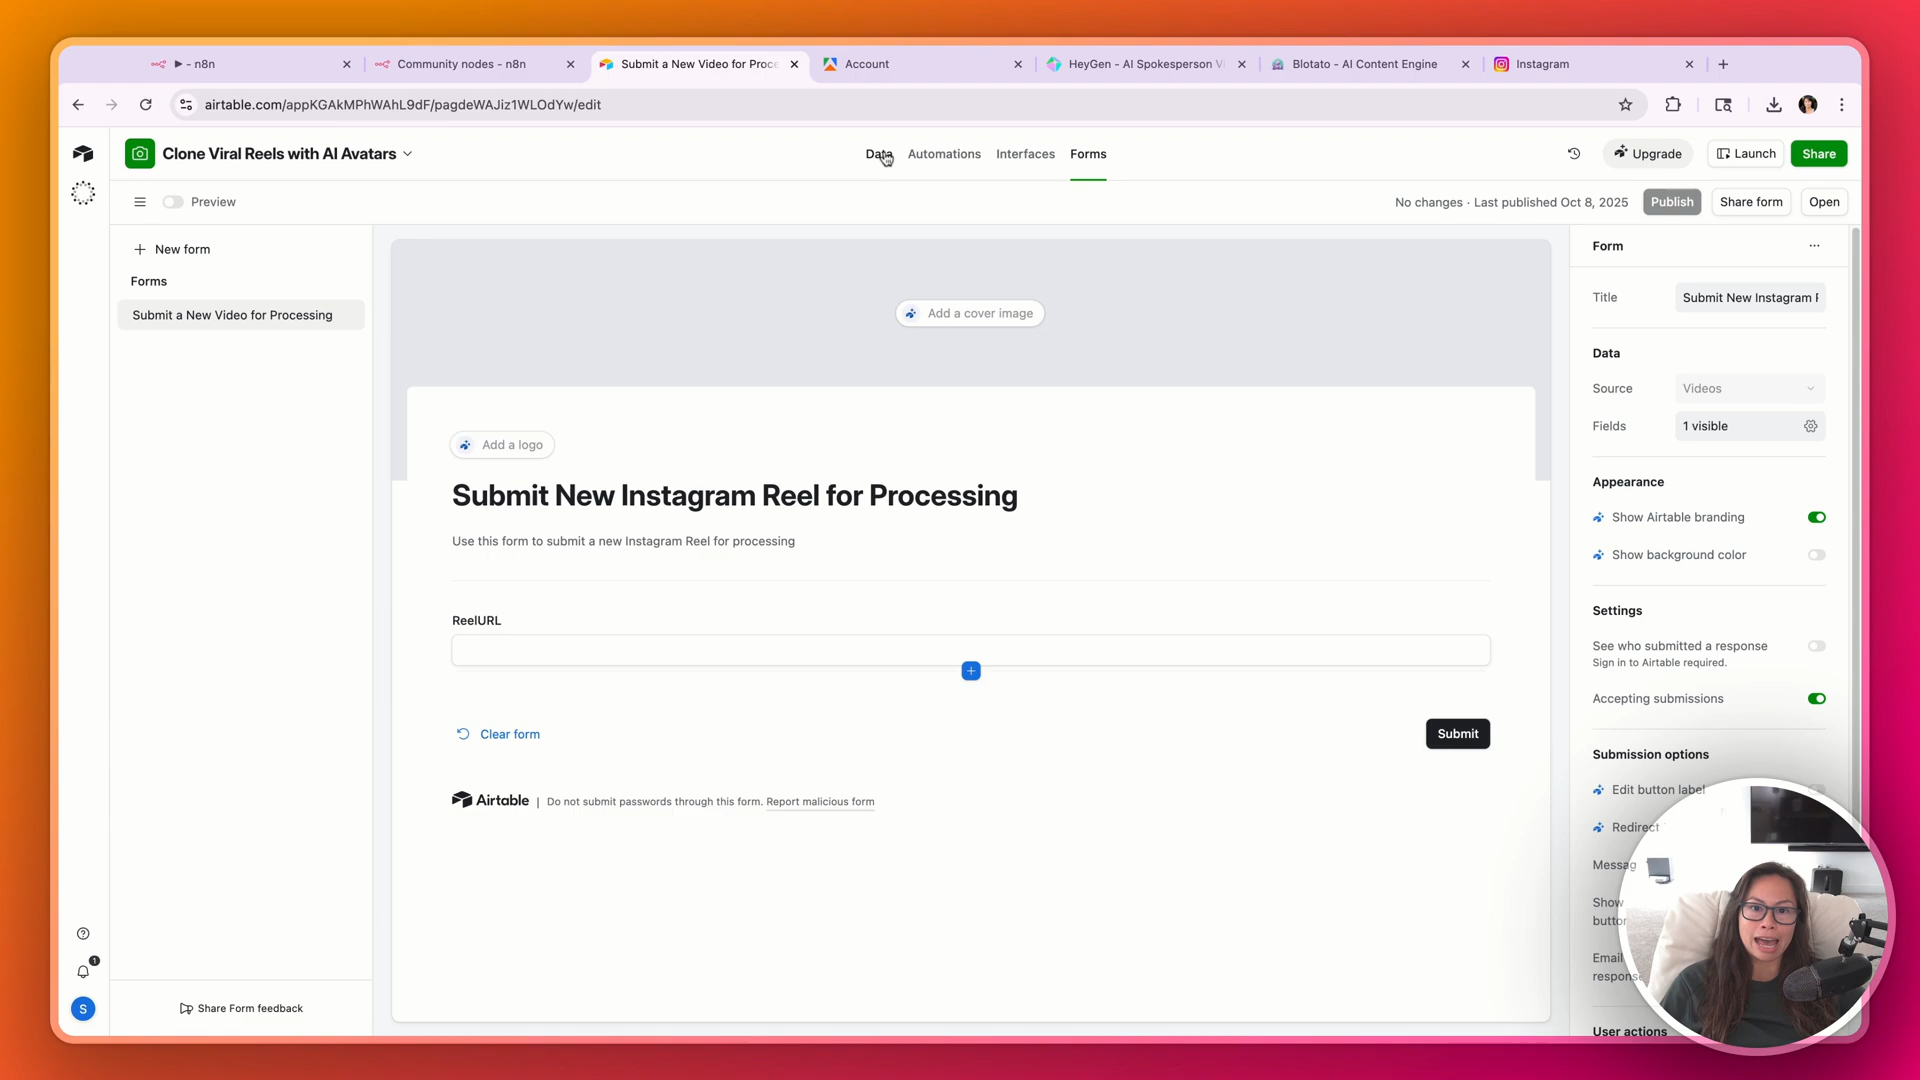 - n8n
Community nodes - n8n
Submit a New Video for Proce
Account
HeyGen - AI Spokesperson Vi
Blotato - AI Content Engine
Instagram
airtable.com/appKGAkMPhWAhL9dF/pagdeWAJiz1WLOdYw/edit
Clone Viral Reels with AI Avatars
Data
Automations
Interfaces
Forms
Upgrade
Launch
Share
Preview
No changes · Last published Oct 8, 2025
Publish
Share form
Open
New form
Forms
Submit a New Video for Processing
Share Form feedback
1
S
Add a cover image
Add a logo
Submit New Instagram Reel for Processing
Use this form to submit a new Instagram Reel for processing
ReelURL
Clear form
Submit
Airtable | Do not submit passwords through this form. Report malicious form
Form
Title
Submit New Instagram F
Data
Source
Videos
Fields
1 visible
Appearance
Show Airtable branding
Show background color
Settings
See who submitted a response
Sign in to Airtable required.
Accepting submissions
Submission options
Edit button label
Redirect
Messag
Show
Email
User actions